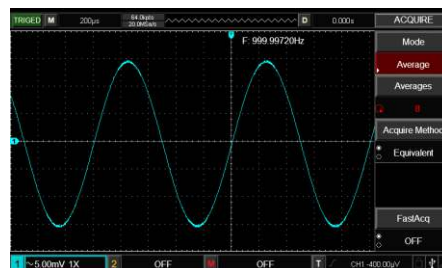 TRIGED M 200μs 64.0kpts 20.0MSa/s D 0.000s ACQUIRE
F: 999.99720Hz
Mode
Average
Averages
8
Acquire Method
Equivalent
FastAcq
OFF
1 ~5.00mV 1X 2 OFF M OFF T CH1 -400.00μV